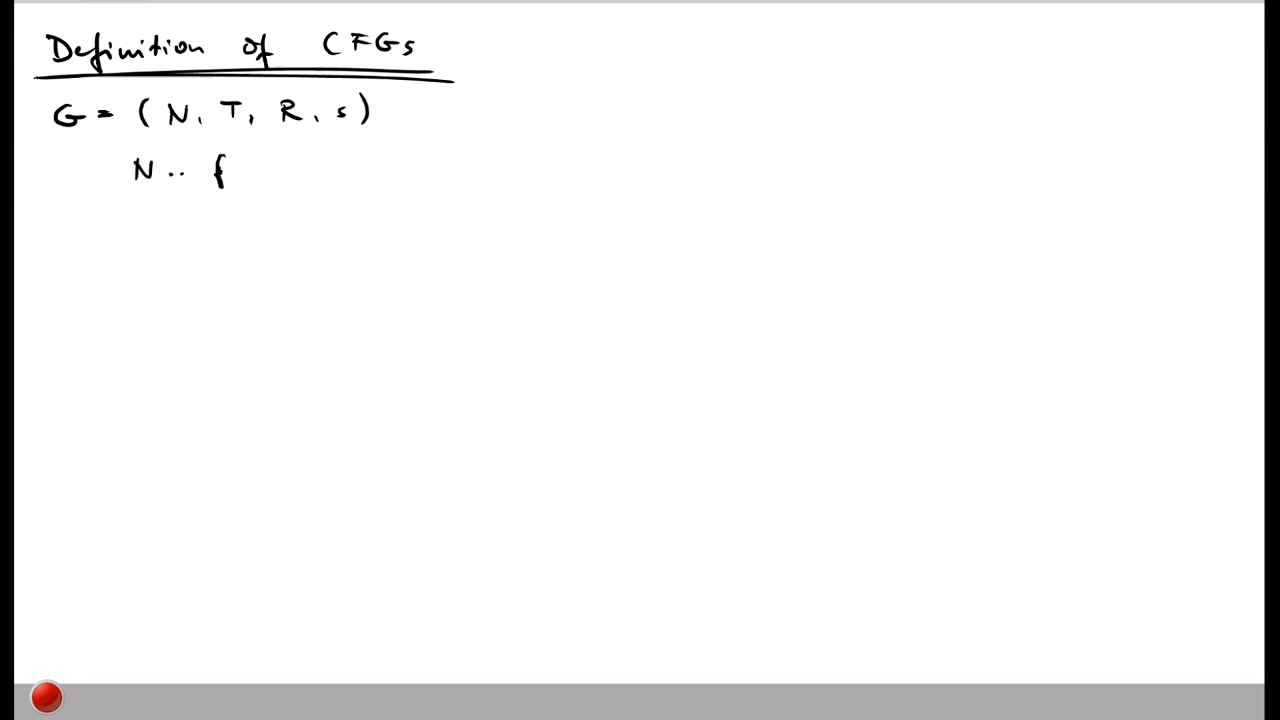 Definition of CFGs
G = (N, T, R, S)
N .. f